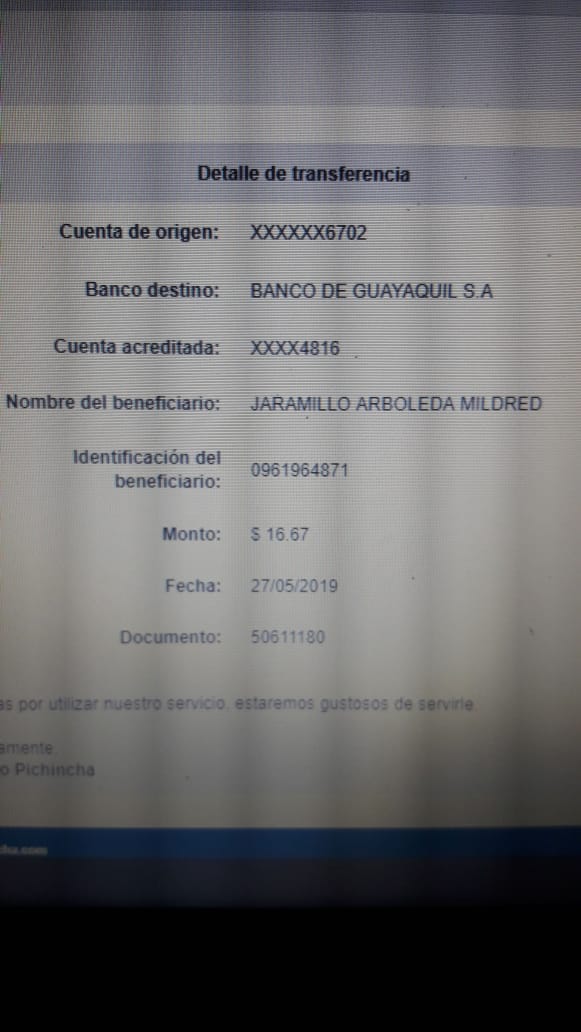 Detalle de transferencia
Cuenta de origen: XXXXXX6702
Banco destino: BANCO DE GUAYAQUIL S.A
Cuenta acreditada: XXXX4816
Nombre del beneficiario: JARAMILLO ARBOLEDA MILDRED
Identificación del
beneficiario: 0961964871
Monto: $ 16.67
Fecha: 27/05/2019
Documento: 50611180
as por utilizar nuestro servicio, estaremos gustosos de servirle.
amente.
o Pichincha